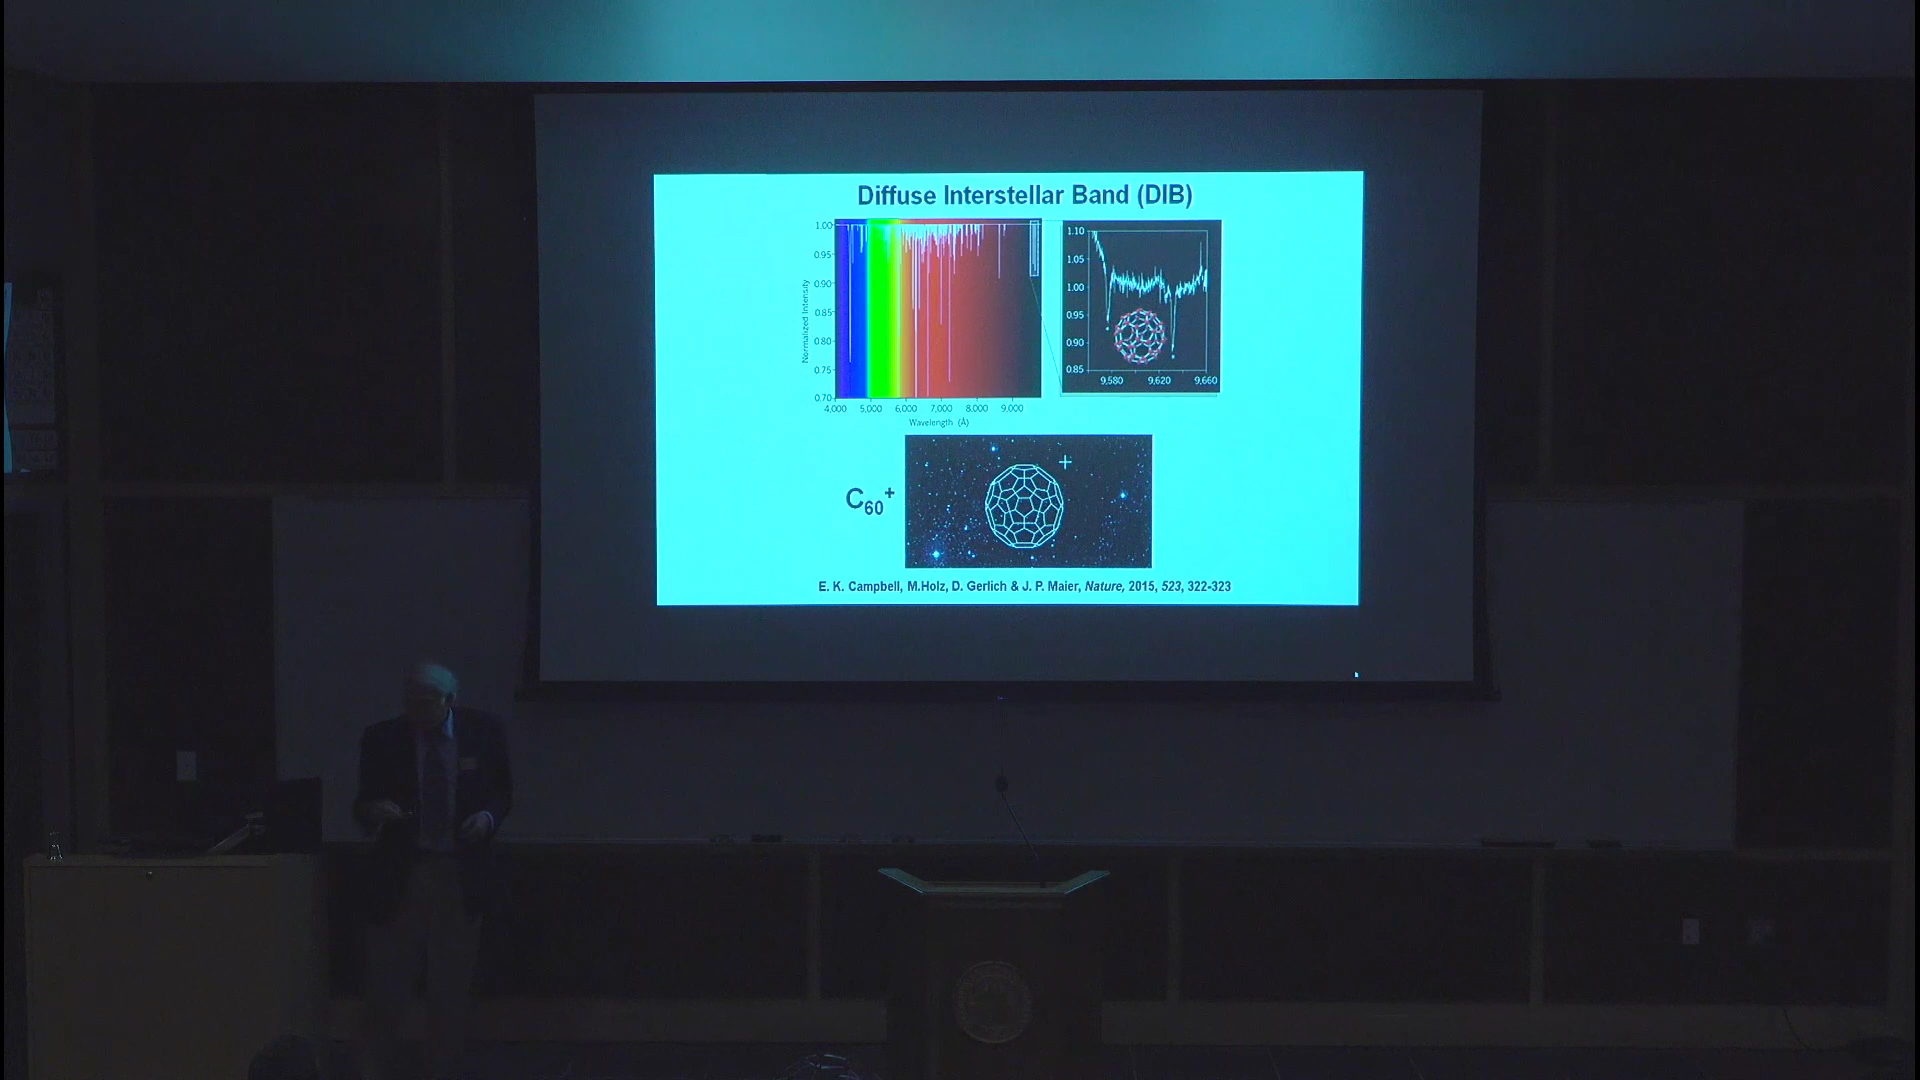 Diffuse Interstellar Band (DIB)
1.00
0.95
0.90
0.85
0.80
0.75
0.70
Normalized Intensity
4,000 5,000 6,000 7,000 8,000 9,000
Wavelength (Å)
1.10
1.05
1.00
0.95
0.90
0.85
9,580 9,620 9,660
C60+
+
E. K. Campbell, M.Holz, D. Gerlich & J. P. Maier, Nature, 2015, 523, 322-323